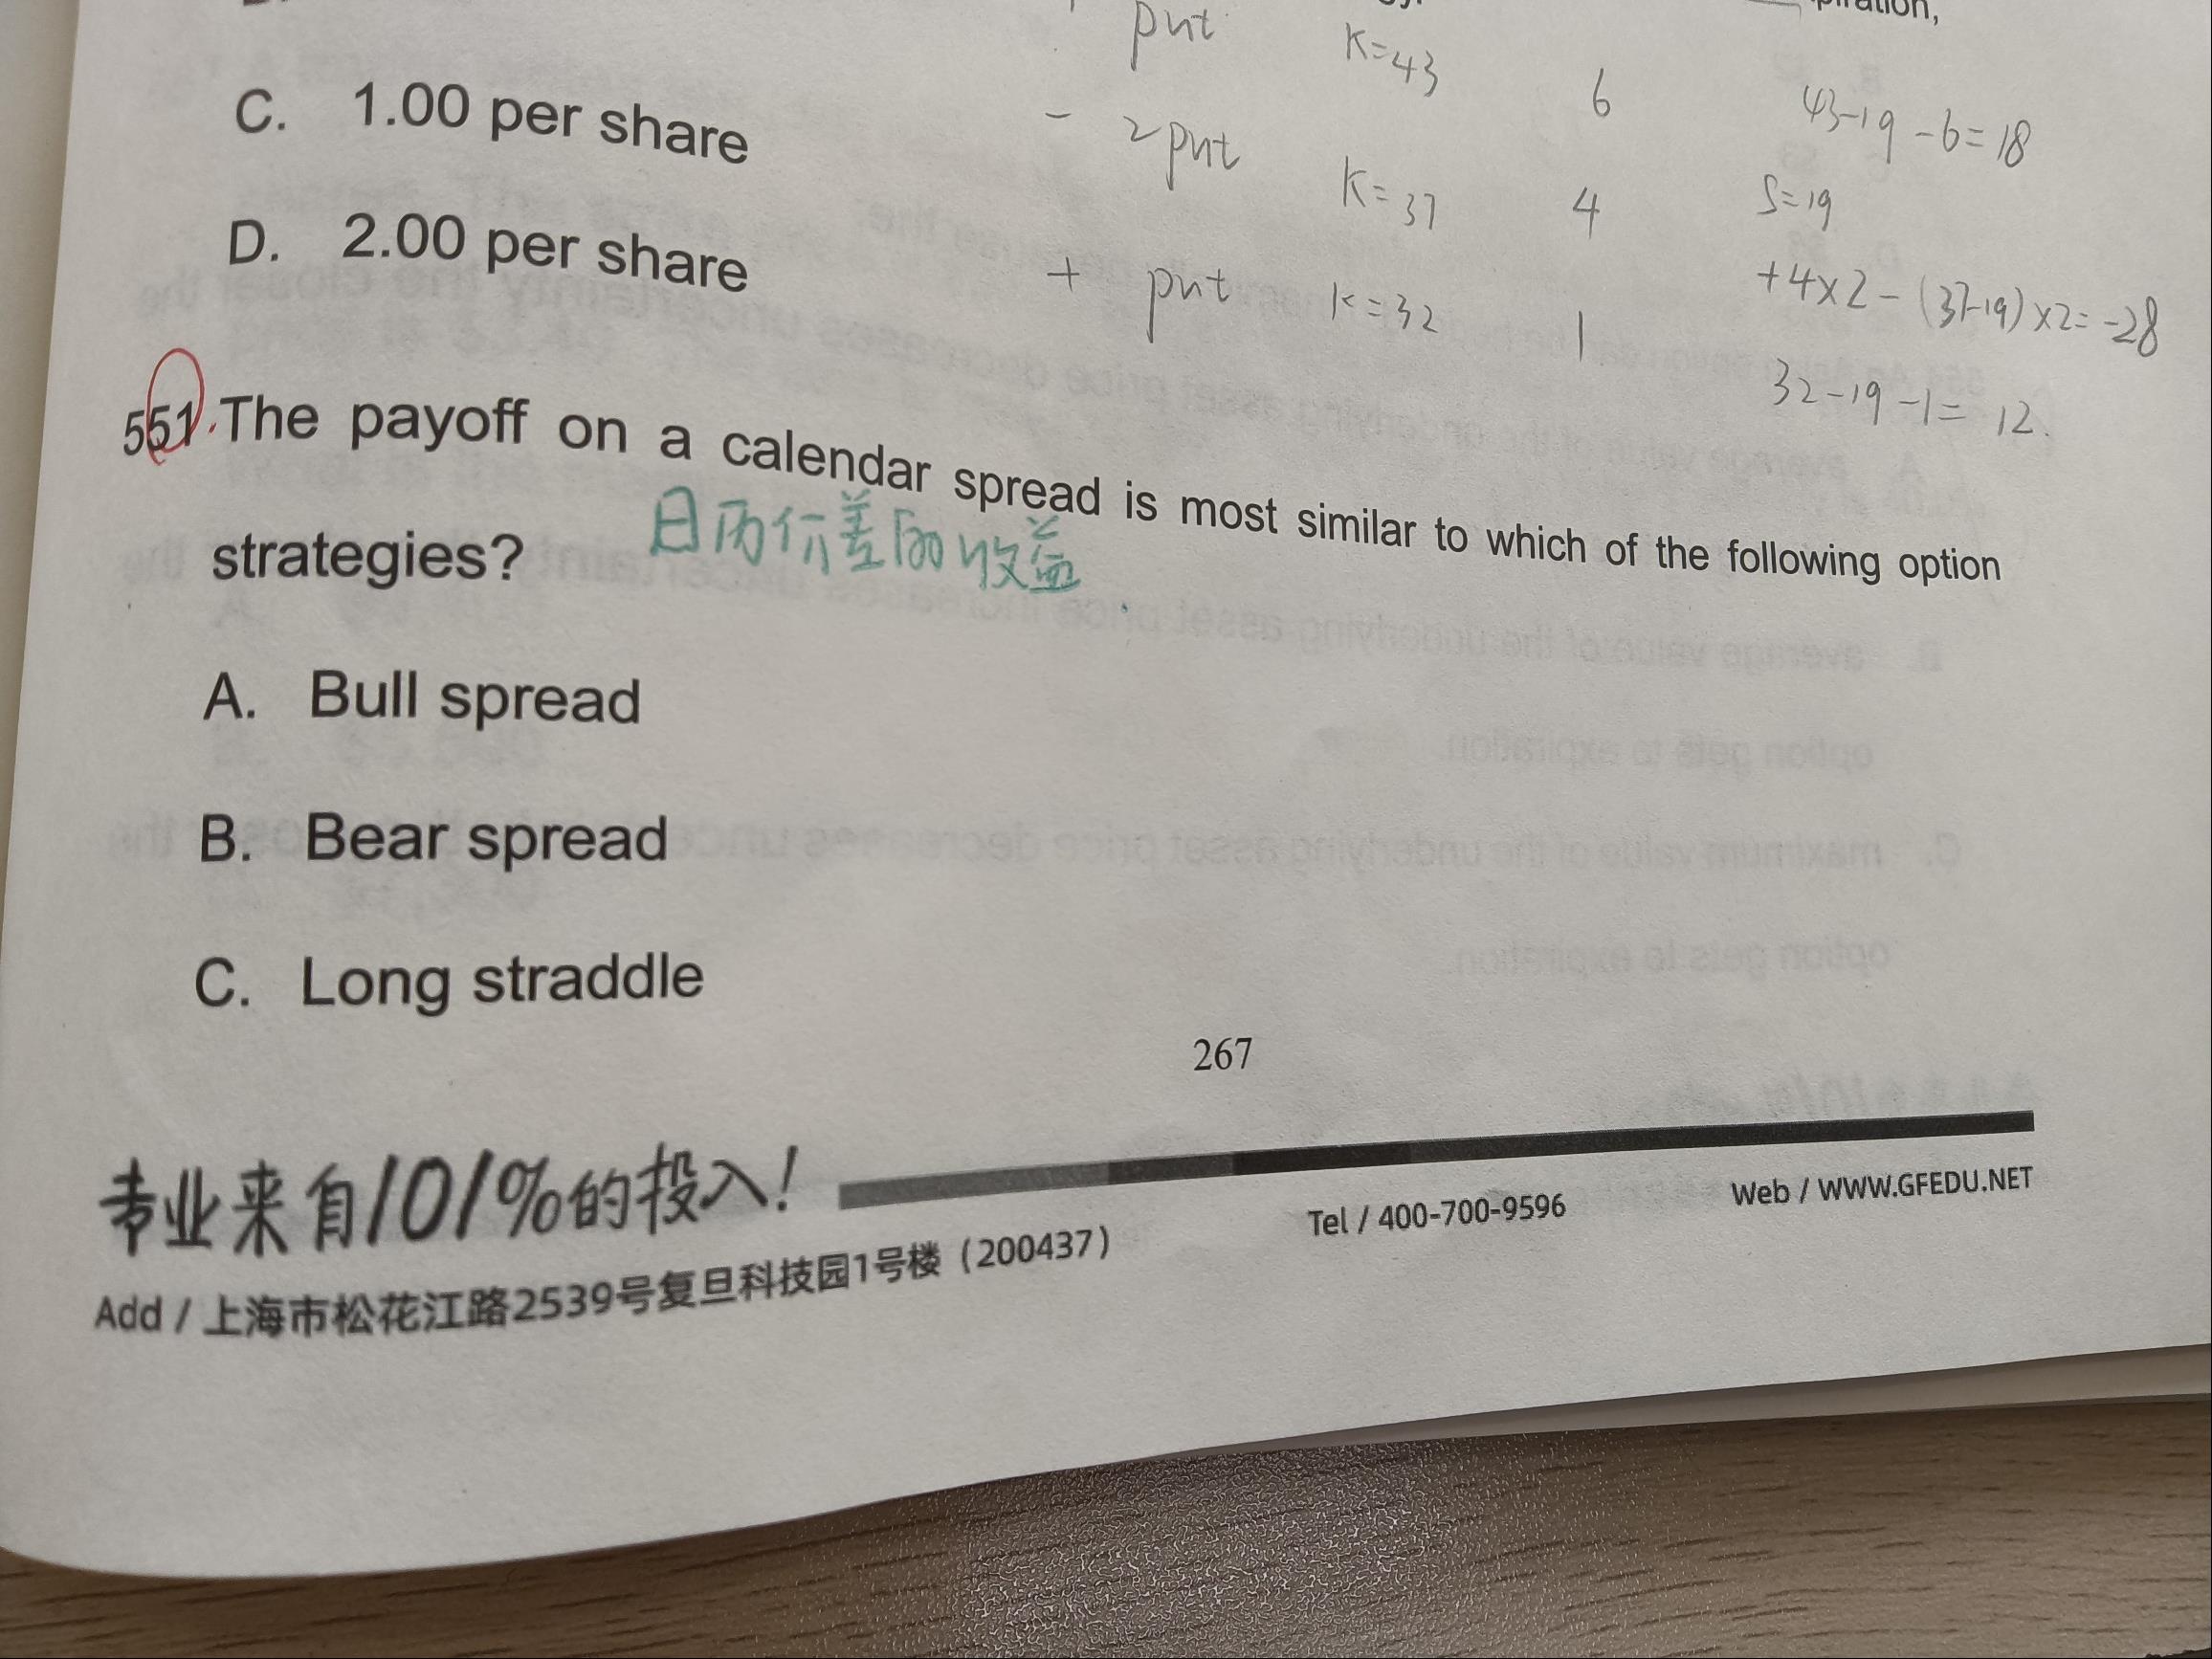 piration,
put K=43 6 43-19-6=18
C. 1.00 per share
- 2put K=37 4 S=19
+4×2-(37-19)×2=-28
D. 2.00 per share
+ put K=32 1
32-19-1=12.
551. The payoff on a calendar spread is most similar to which of the following option
strategies?
日历价差的收益
A. Bull spread
B. Bear spread
C. Long straddle
267
专业来自101%的投入!
Add / 上海市松花江路2539号复旦科技园1号楼（200437）
Tel / 400-700-9596
Web / WWW.GFEDU.NET